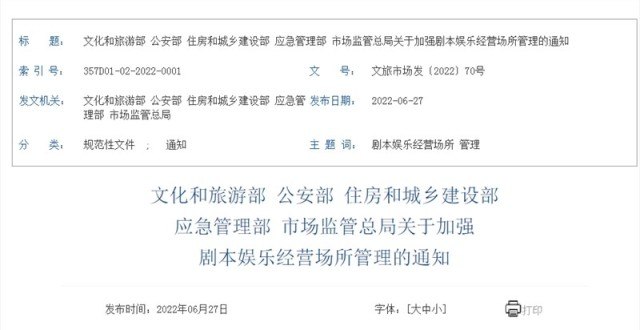 标 题： 文化和旅游部 公安部 住房和城乡建设部 应急管理部 市场监管总局关于加强剧本娱乐经营场所管理的通知
索 引 号： 357D01-02-2022-0001 文 号： 文旅市场发〔2022〕70号
发文机关： 文化和旅游部 公安部 住房和城乡建设部 应急管理部 市场监管总局 发布日期： 2022-06-27
分 类： 规范性文件 ； 通知 主 题 词： 剧本娱乐经营场所 管理
文化和旅游部 公安部 住房和城乡建设部
应急管理部 市场监管总局关于加强
剧本娱乐经营场所管理的通知
发布时间：2022年06月27日 字体：[大中小] 打印